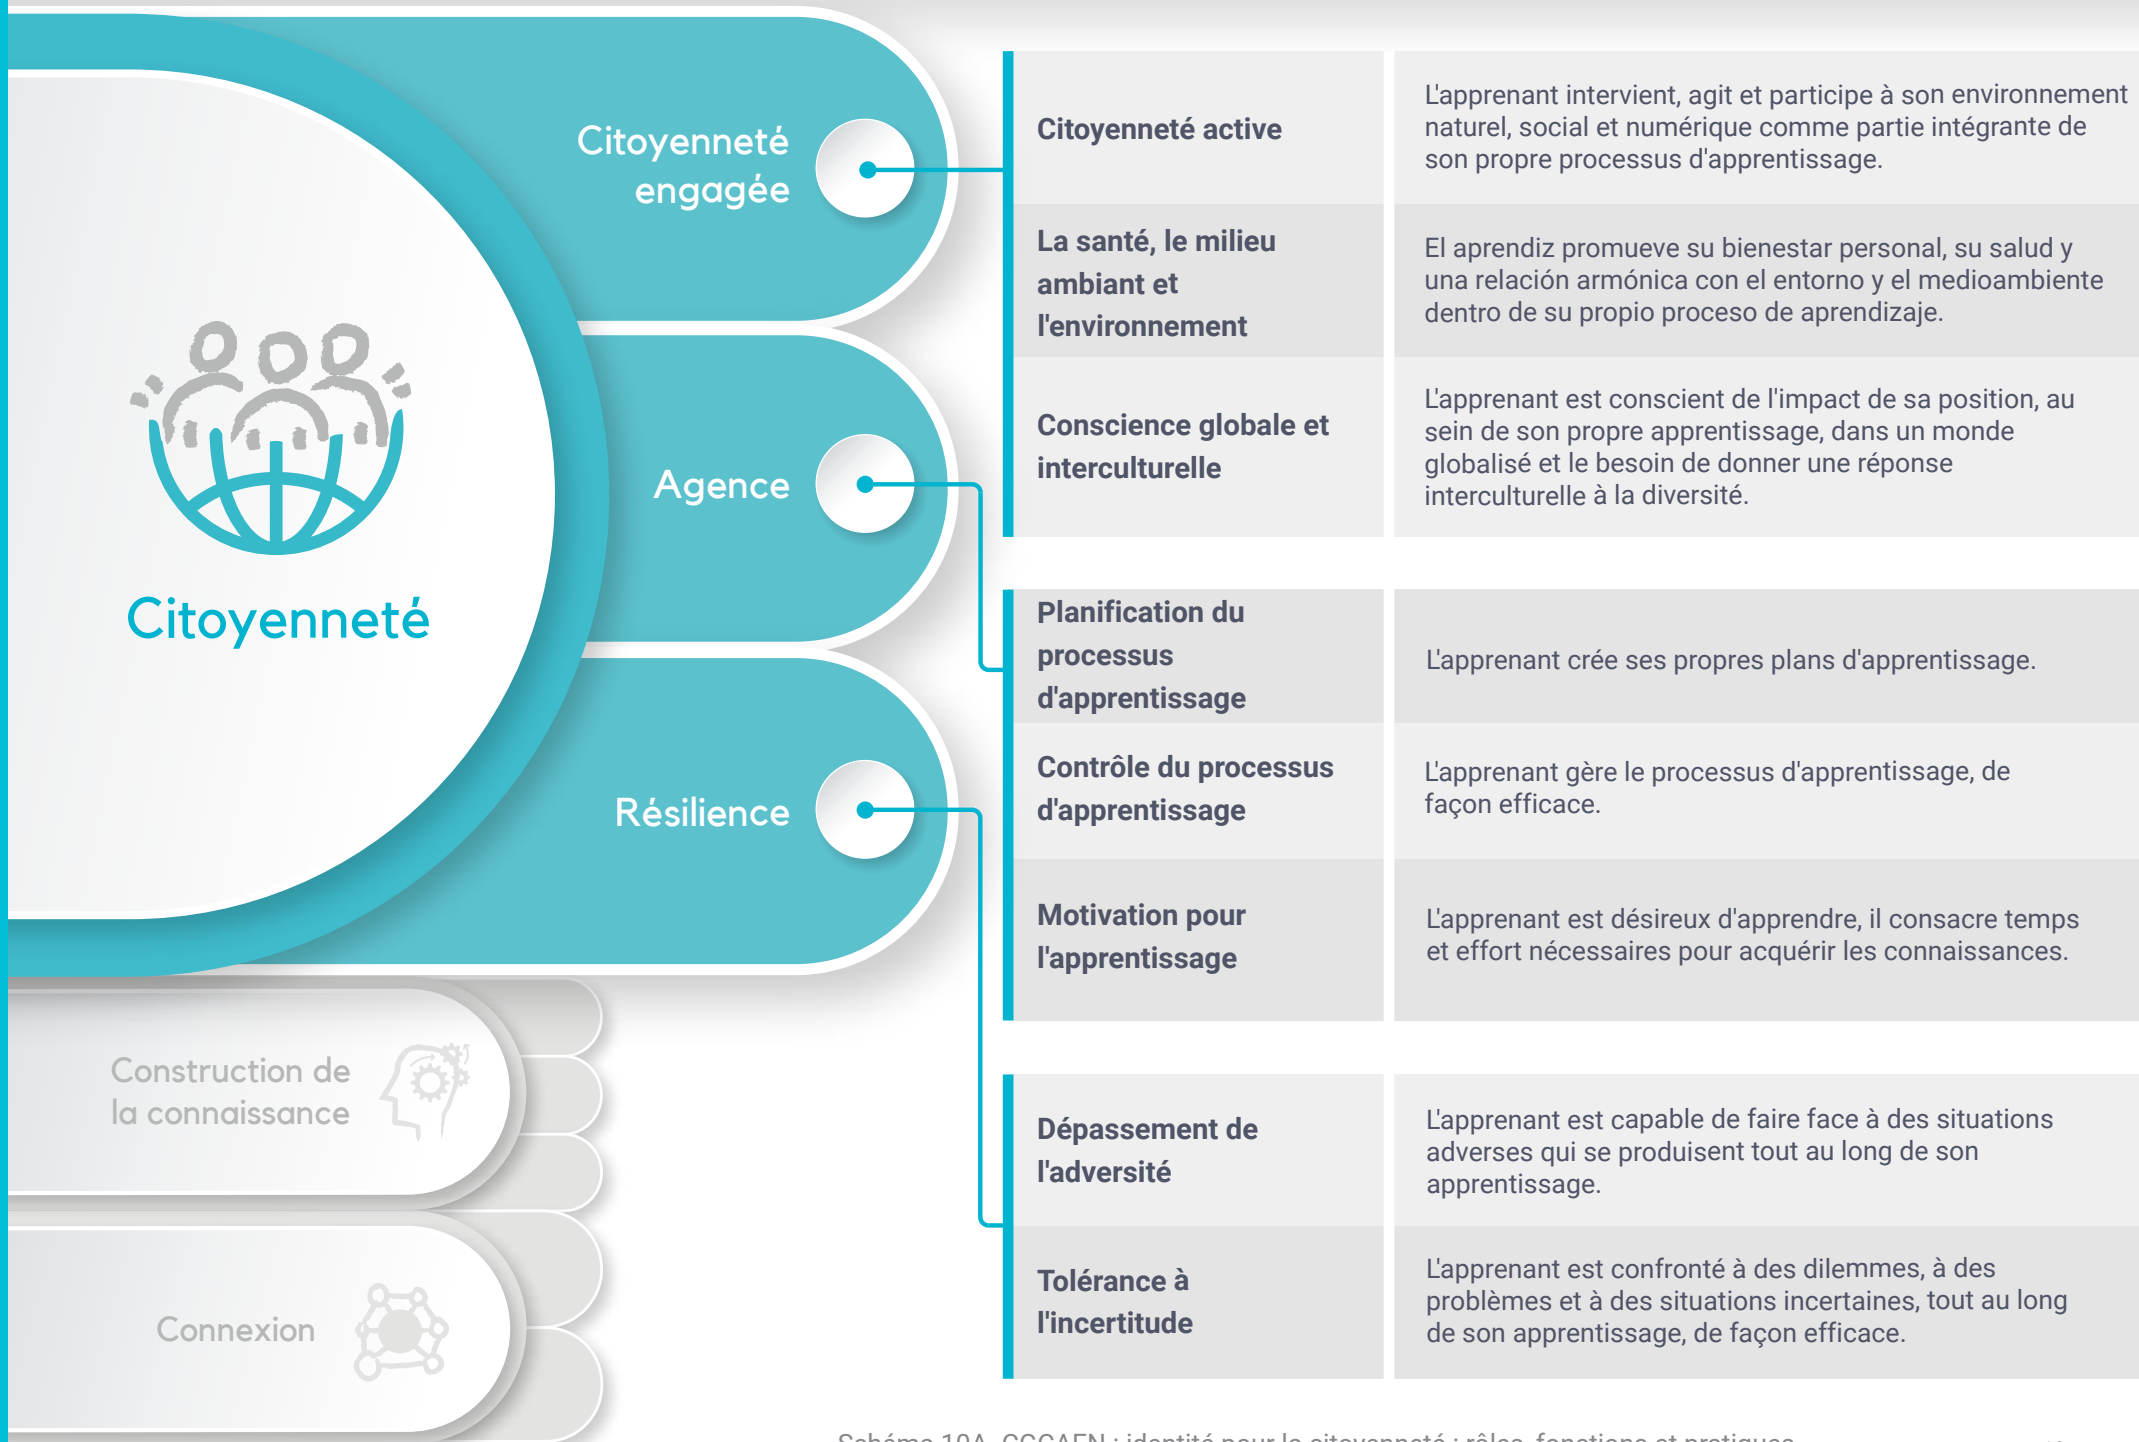 Citoyenneté
engagée
Citoyenneté active
L'apprenant intervient, agit et participe à son environnement
naturel, social et numérique comme partie intégrante de
son propre processus d'apprentissage.
La santé, le milieu
ambiant et
l'environnement
El aprendiz promueve su bienestar personal, su salud y
una relación armónica con el entorno y el medioambiente
dentro de su propio proceso de aprendizaje.
Conscience globale et
interculturelle
L'apprenant est conscient de l'impact de sa position, au
sein de son propre apprentissage, dans un monde
globalisé et le besoin de donner une réponse
interculturelle à la diversité.
Citoyenneté
Agence
Planification du
processus
d'apprentissage
L'apprenant crée ses propres plans d'apprentissage.
Contrôle du processus
d'apprentissage
L'apprenant gère le processus d'apprentissage, de
façon efficace.
Motivation pour
l'apprentissage
L'apprenant est désireux d'apprendre, il consacre temps
et effort nécessaires pour acquérir les connaissances.
Résilience
Dépassement de
l'adversité
L'apprenant est capable de faire face à des situations
adverses qui se produisent tout au long de son
apprentissage.
Tolérance à
l'incertitude
L'apprenant est confronté à des dilemmes, à des
problèmes et à des situations incertaines, tout au long
de son apprentissage, de façon efficace.
Construction de
la connaissance
Connexion
identité pour la citoyenneté : rôles, fonctions et pratiques